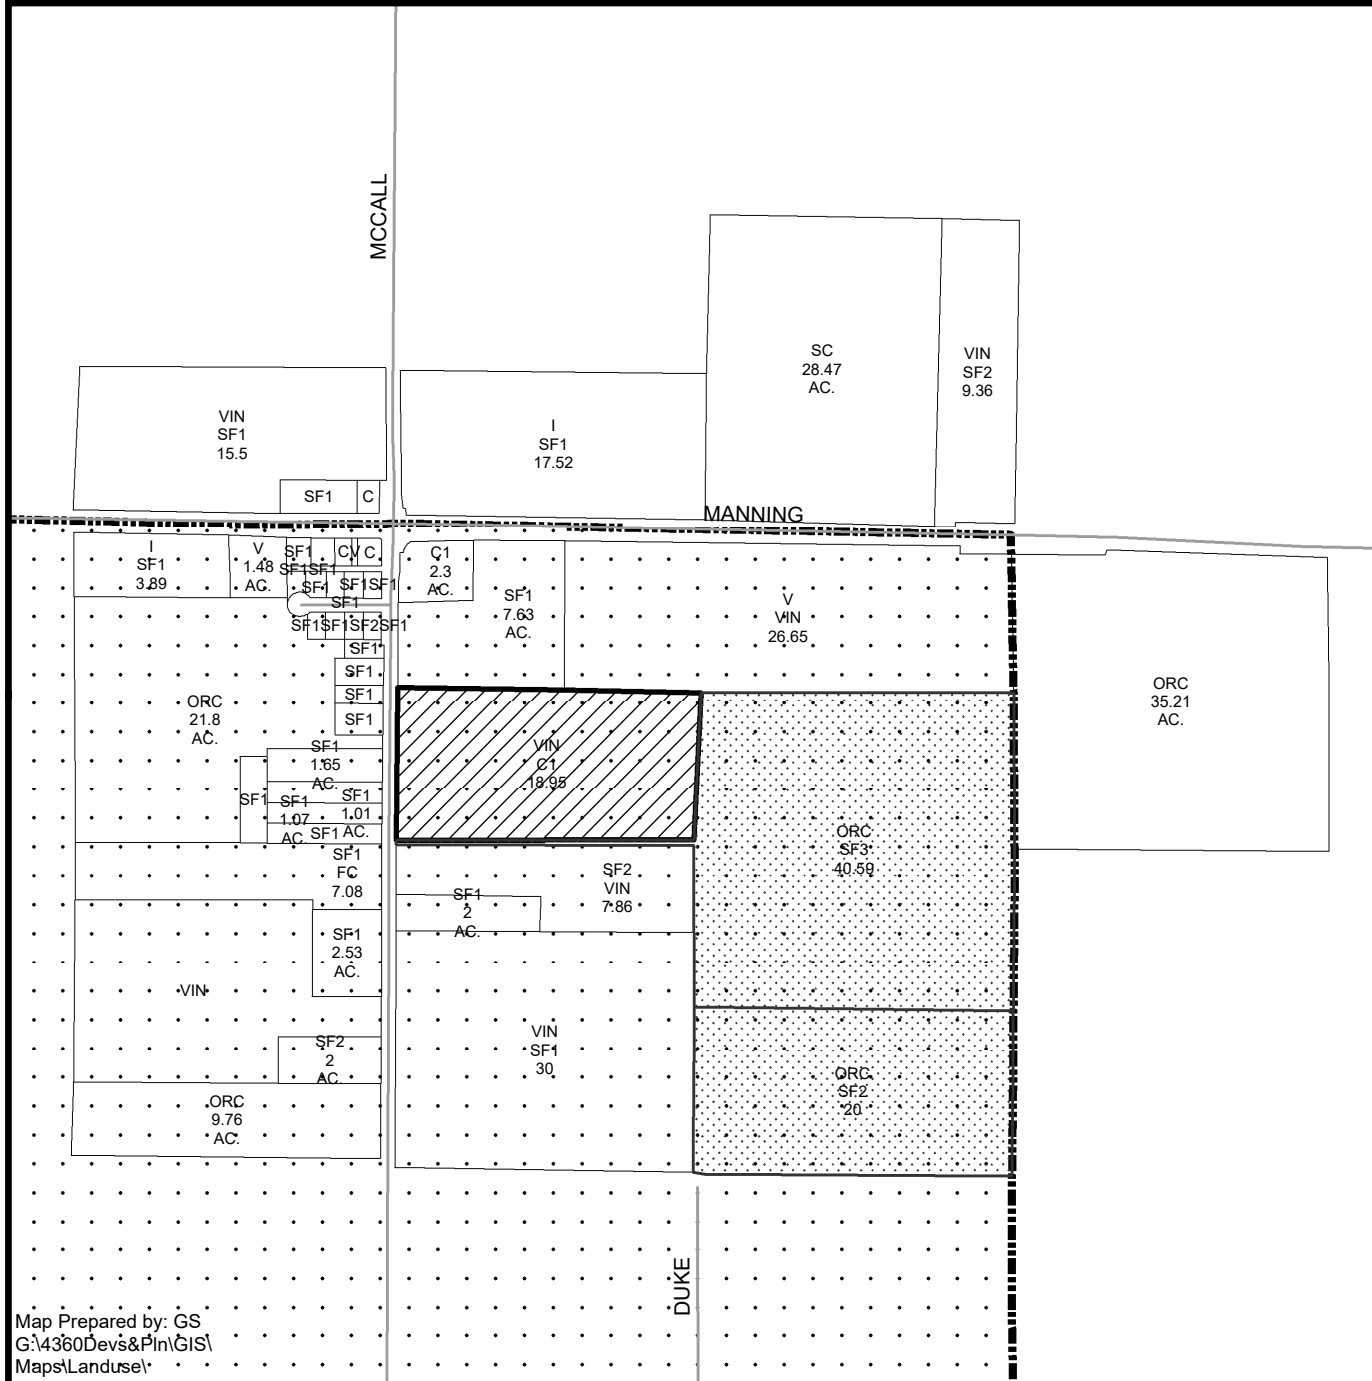 MCCALL
SC
28.47
AC.
VIN
SF2
9.36
VIN
SF1
15.5
I
SF1
17.52
SF1
C
MANNING
I
SF1
3.89
V
1.48
AC.
SF1
CV
C
SF1
SF1
SF1
SF1
SF1
SF1
SF1
SF1
SF2
SF1
SF1
SF1
SF1
SF1
C1
2.3
AC.
SF1
7.63
AC.
V
VIN
26.65
ORC
35.21
AC.
ORC
21.8
AC.
SF1
1.65
AC.
SF1
SF1
1.07
AC.
SF1
1.01
AC.
SF1
VIN
C1
18.95
ORC
SF3
40.59
SF1
FC
7.08
SF2
VIN
7.86
SF1
2
AC.
SF1
2.53
AC.
VIN
VIN
SF1
30
SF2
2
AC.
ORC
SF2
20
ORC
9.76
AC.
DUKE
Map Prepared by: GS
G:\4360Devs&Pln\GIS\
Maps\Landuse\